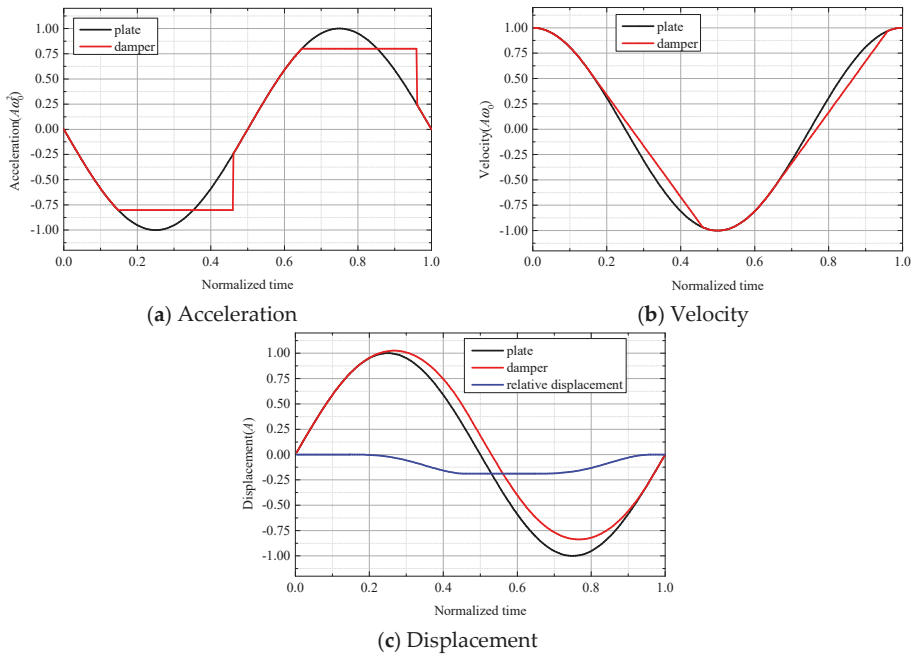 1.00
0.75
0.50
0.25
0.00
-0.25
-0.50
-0.75
-1.00
Acceleration(Aω₀²)
plate
damper
0.0 0.2 0.4 0.6 0.8 1.0
Normalized time
(a) Acceleration
1.00
0.75
0.50
0.25
0.00
-0.25
-0.50
-0.75
-1.00
Velocity(Aω₀)
plate
damper
0.0 0.2 0.4 0.6 0.8 1.0
Normalized time
(b) Velocity
1.00
0.75
0.50
0.25
0.00
-0.25
-0.50
-0.75
-1.00
Displacement(A)
plate
damper
relative displacement
0.0 0.2 0.4 0.6 0.8 1.0
Normalized time
(c) Displacement